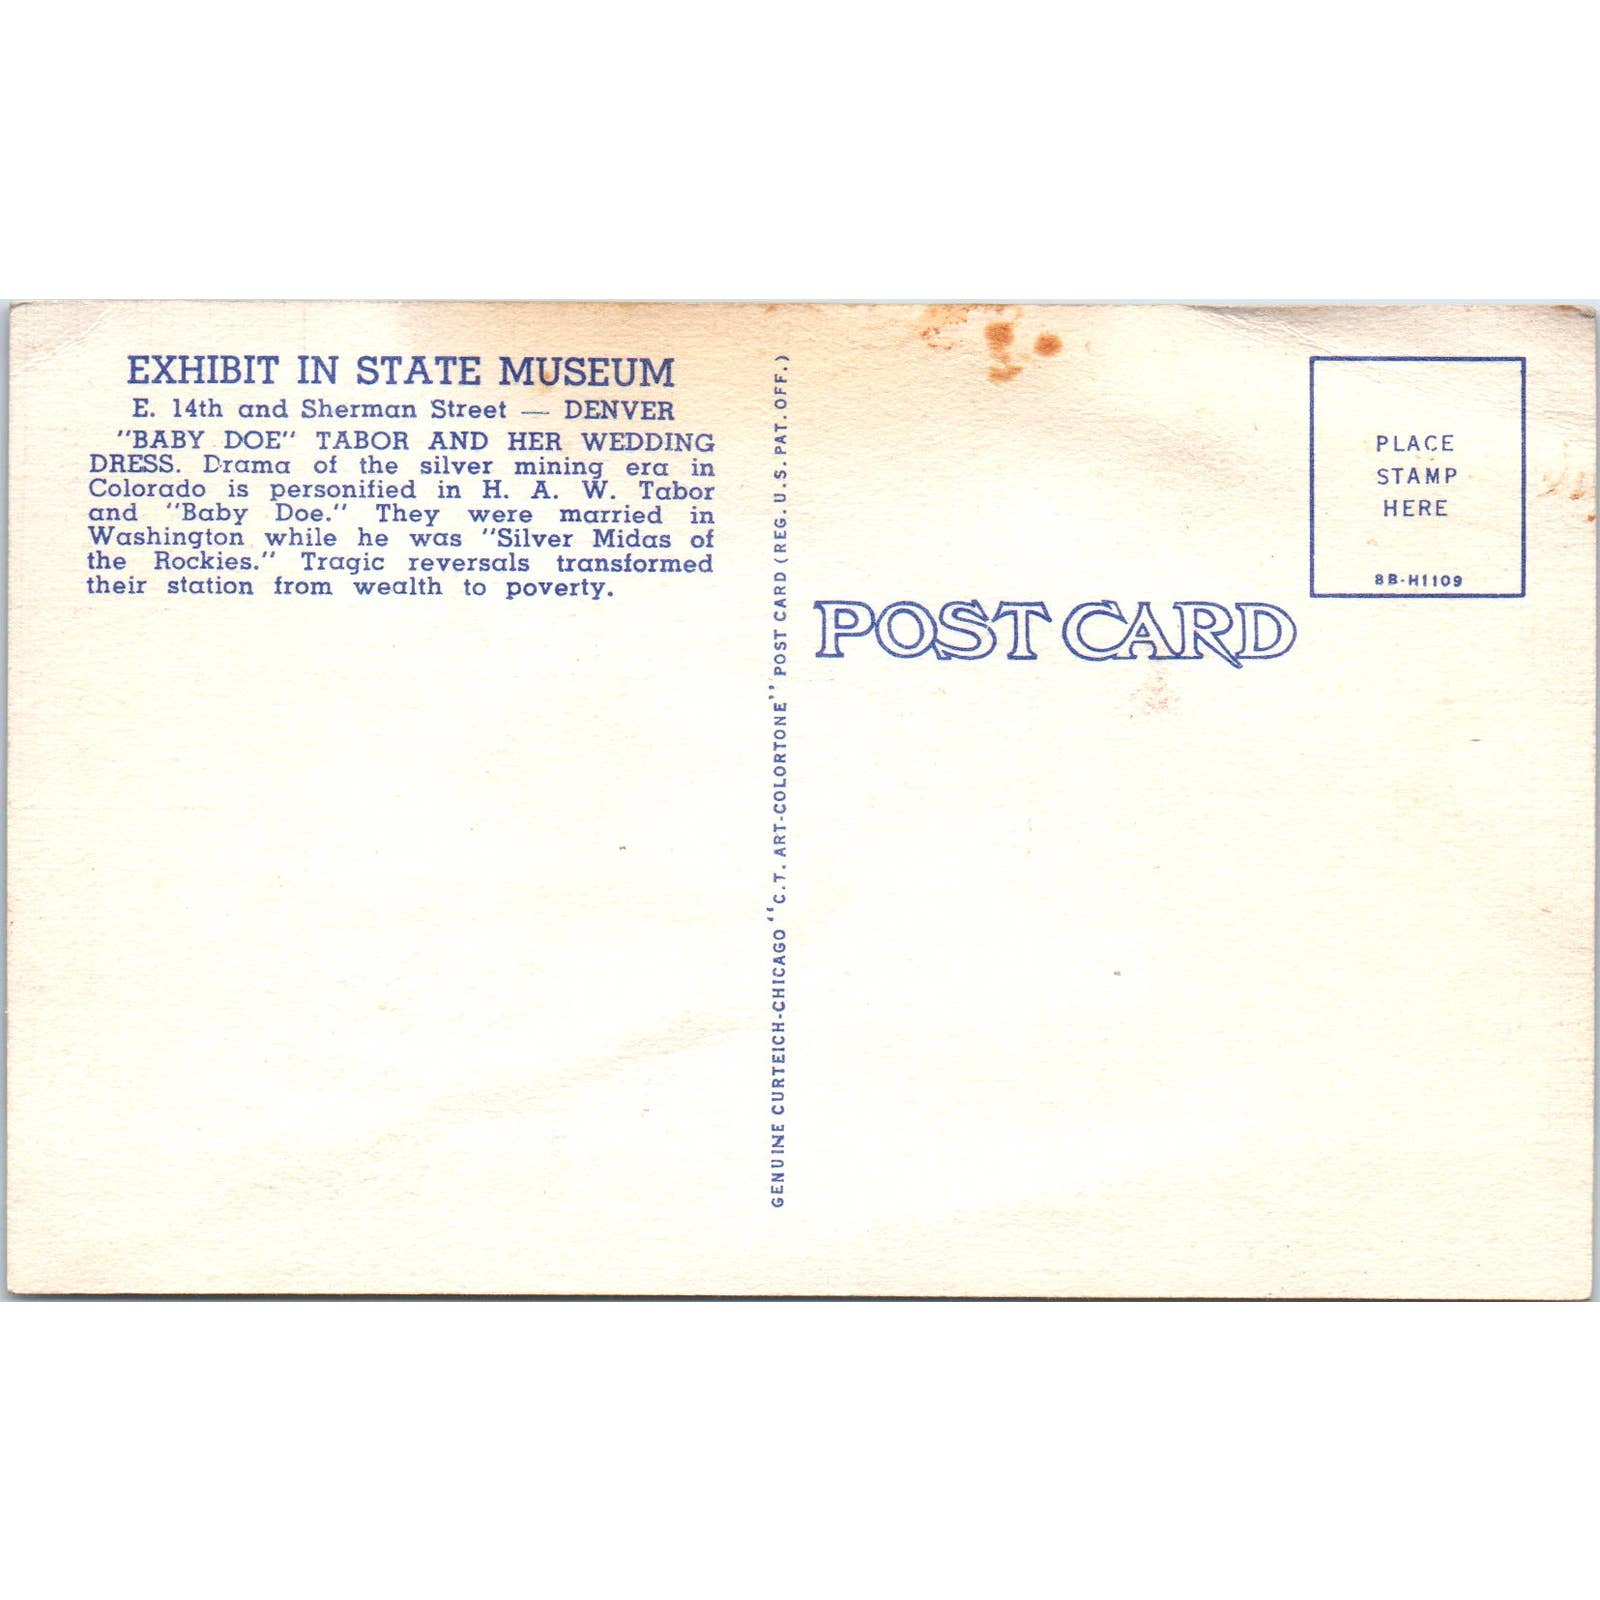 EXHIBIT IN STATE MUSEUM
E. 14th and Sherman Street — DENVER
"BABY DOE" TABOR AND HER WEDDING
DRESS. Drama of the silver mining era in
Colorado is personified in H. A. W. Tabor
and "Baby Doe." They were married in
Washington while he was "Silver Midas of
the Rockies." Tragic reversals transformed
their station from wealth to poverty.
GENUINE CURTEICH-CHICAGO "C.T. ART-COLORTONE" POST CARD (REG. U.S. PAT. OFF.)
PLACE
STAMP
HERE
8B-H1109
POST CARD